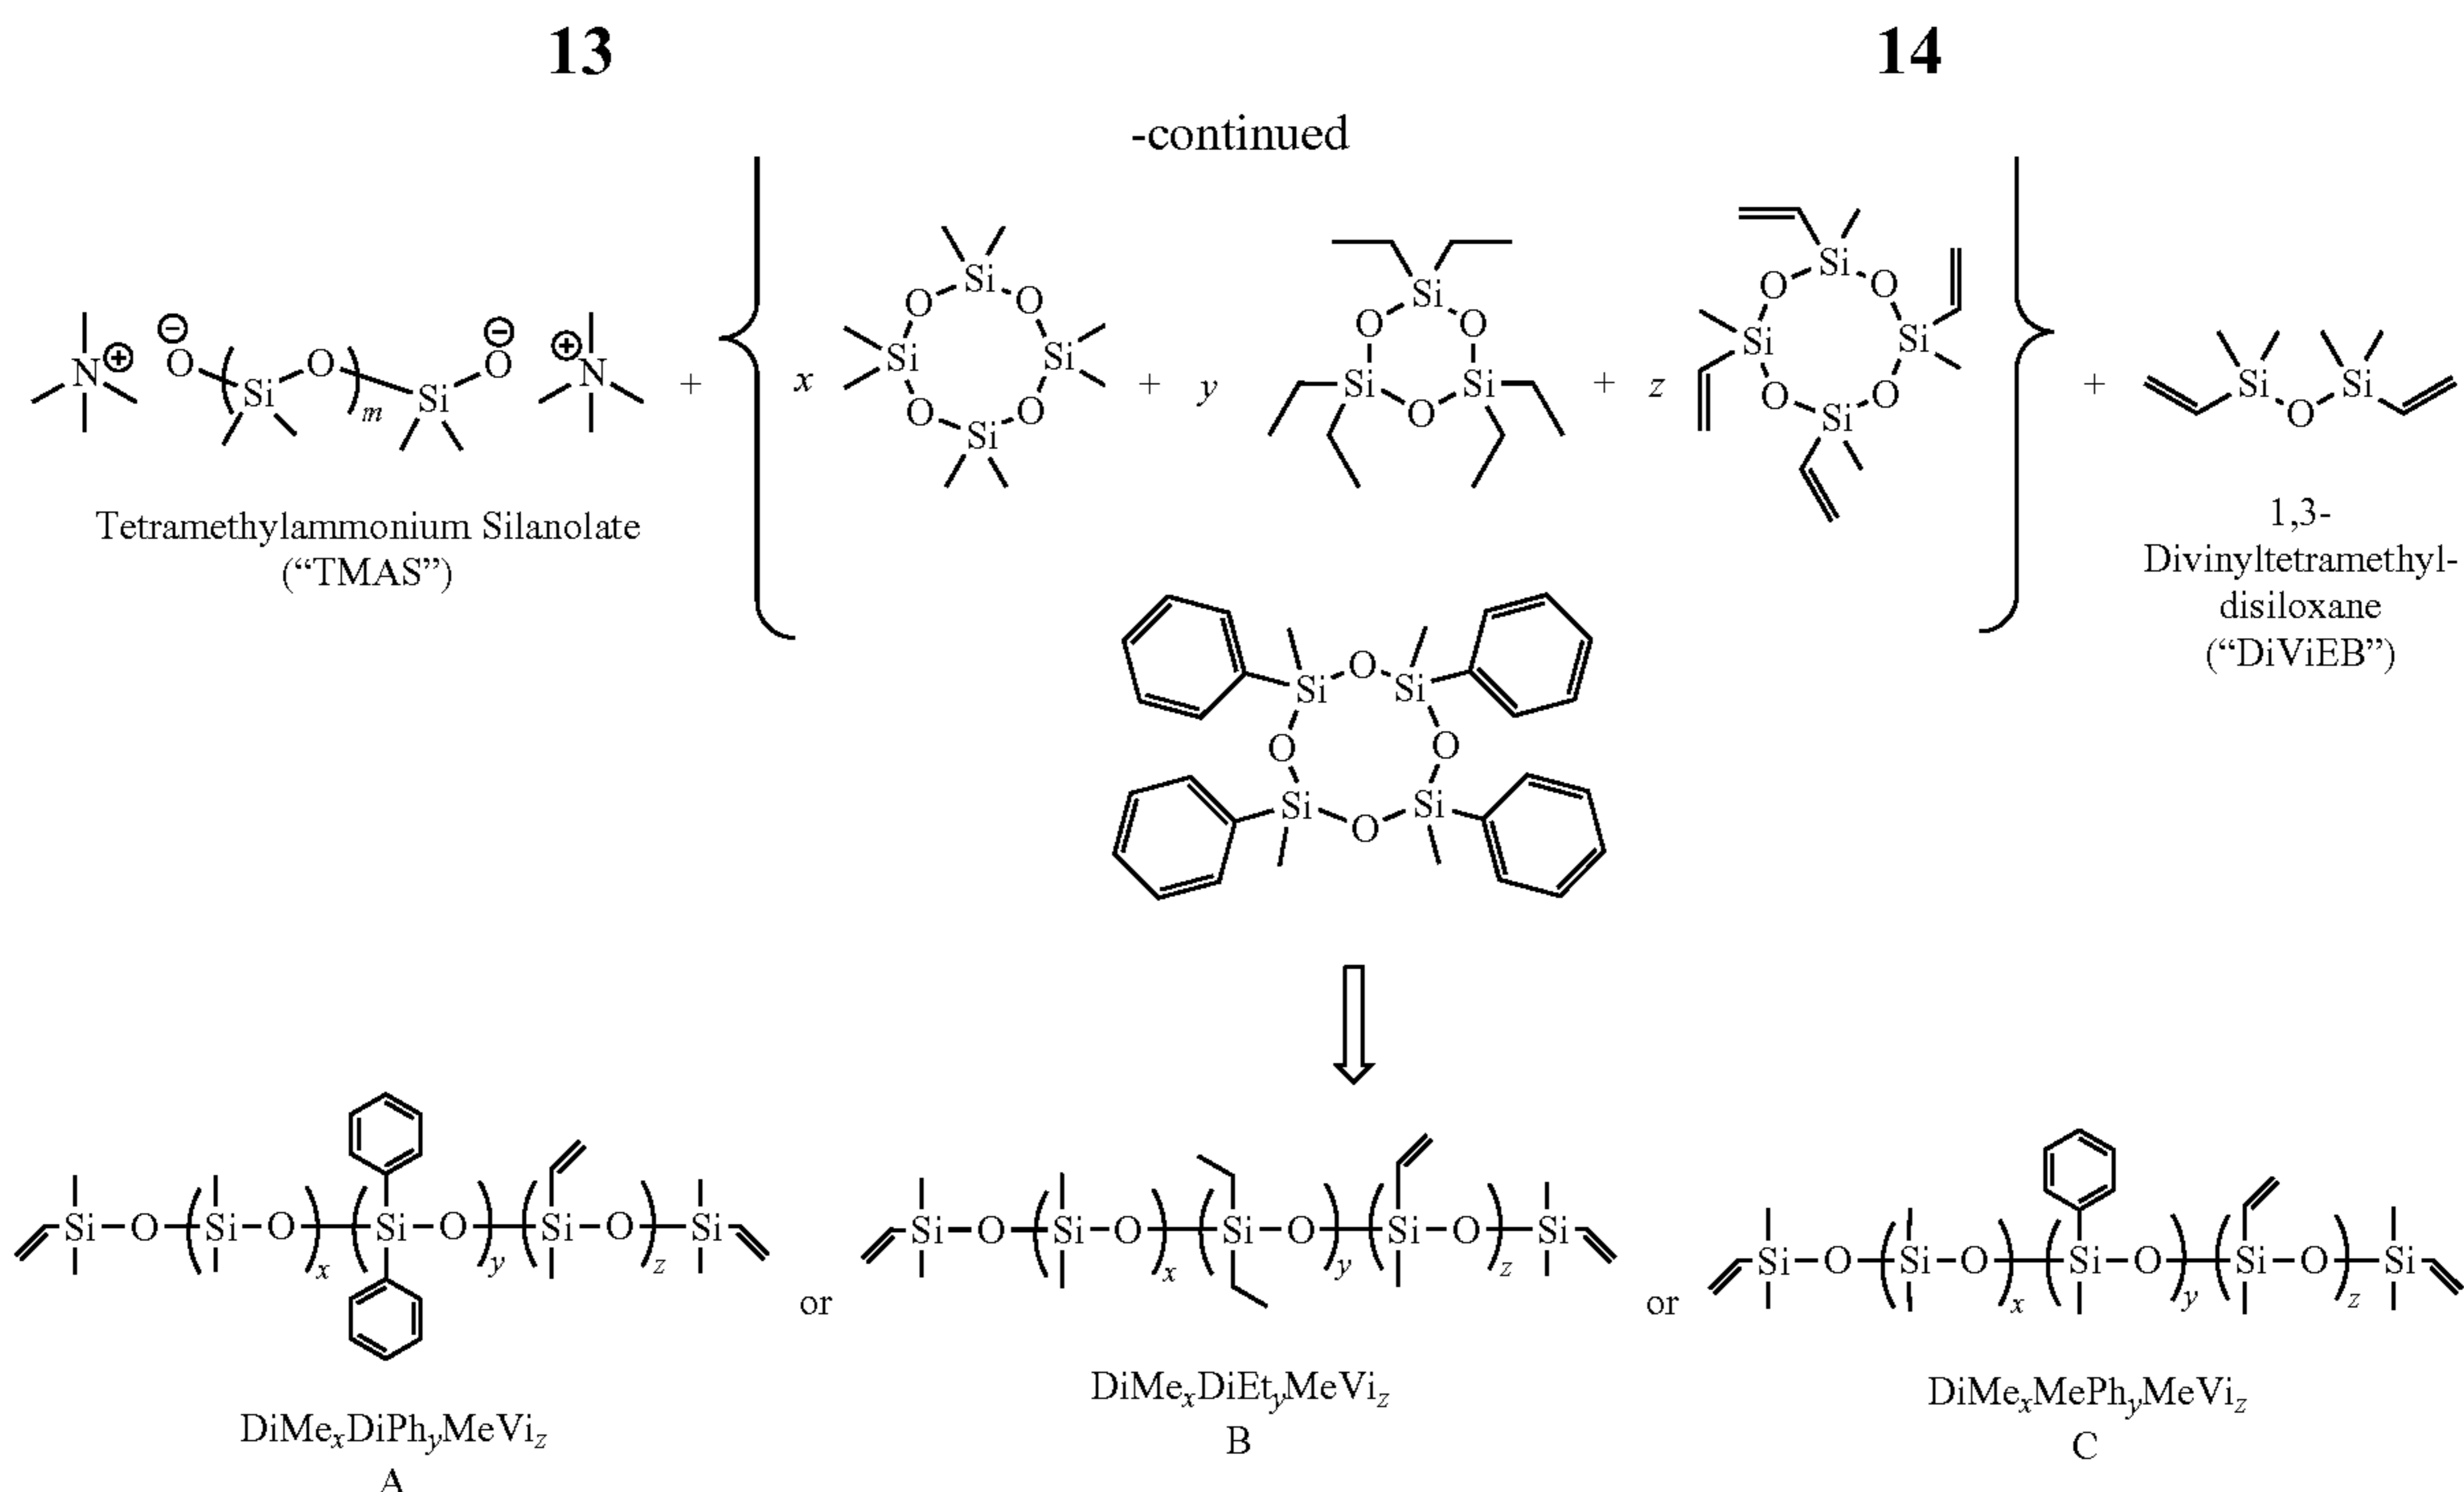 13 14
-continued
N⊕ ⊖O ( Si O )m Si O⊖ ⊕N + x Si O Si O Si O Si O + y Si O Si O Si O + z Si O Si O Si O Si O + Si O Si
Tetramethylammonium Silanolate
("TMAS")
1,3-
Divinyltetramethyl-
disiloxane
("DiViEB")
Si O Si O Si O Si O
Si—O—(Si—O)x—(Si—O)y—(Si—O)z—Si
or
Si—O—(Si—O)x—(Si—O)y—(Si—O)z—Si
or
Si—O—(Si—O)x—(Si—O)y—(Si—O)z—Si
DiMexDiPhyMeViz
A
DiMexDiEtyMeViz
B
DiMexMePhyMeViz
C